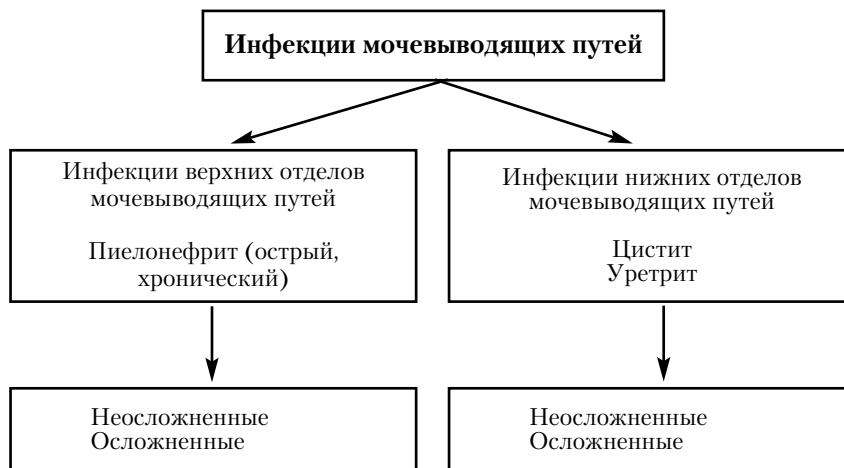 Инфекции мочевыводящих путей
Инфекции верхних отделов
мочевыводящих путей
Пиелонефрит (острый,
хронический)
Инфекции нижних отделов
мочевыводящих путей
Цистит
Уретрит
Неосложненные
Осложненные
Неосложненные
Осложненные